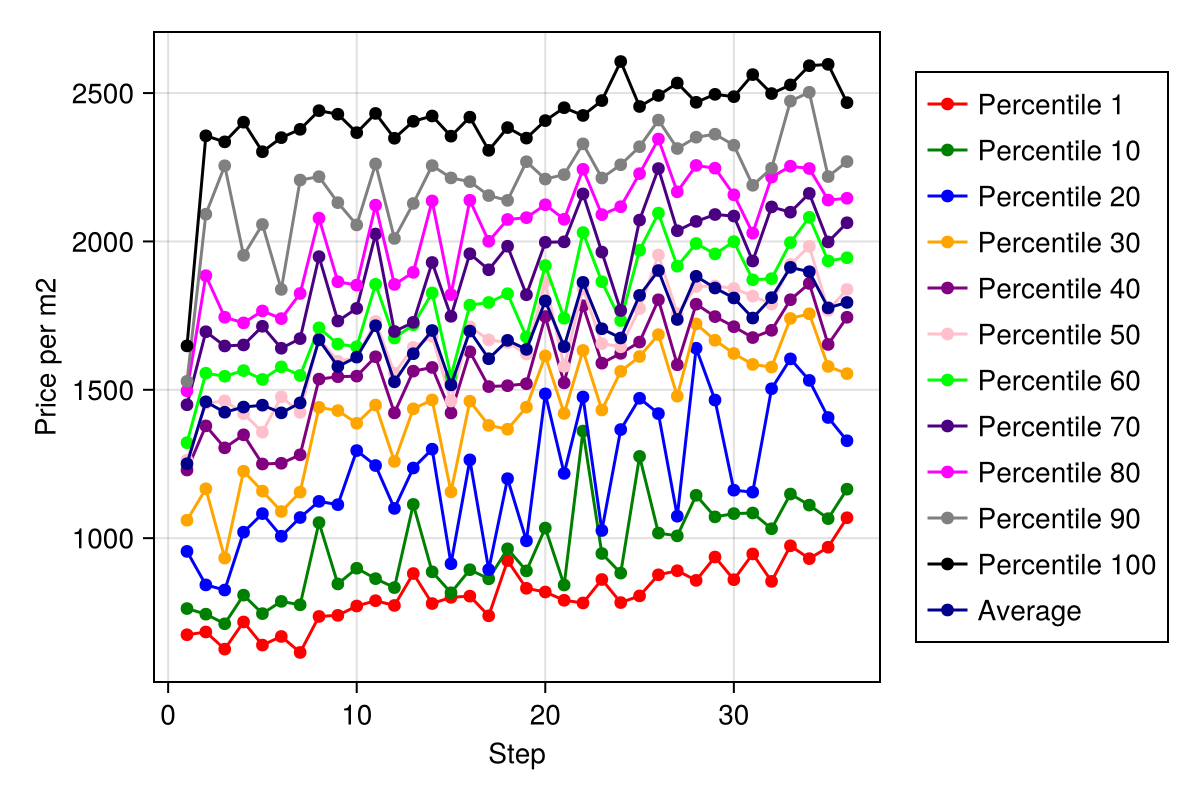 2500
2000
1500
1000
Price per m2
0 10 20 30
Step
Percentile 1
Percentile 10
Percentile 20
Percentile 30
Percentile 40
Percentile 50
Percentile 60
Percentile 70
Percentile 80
Percentile 90
Percentile 100
Average